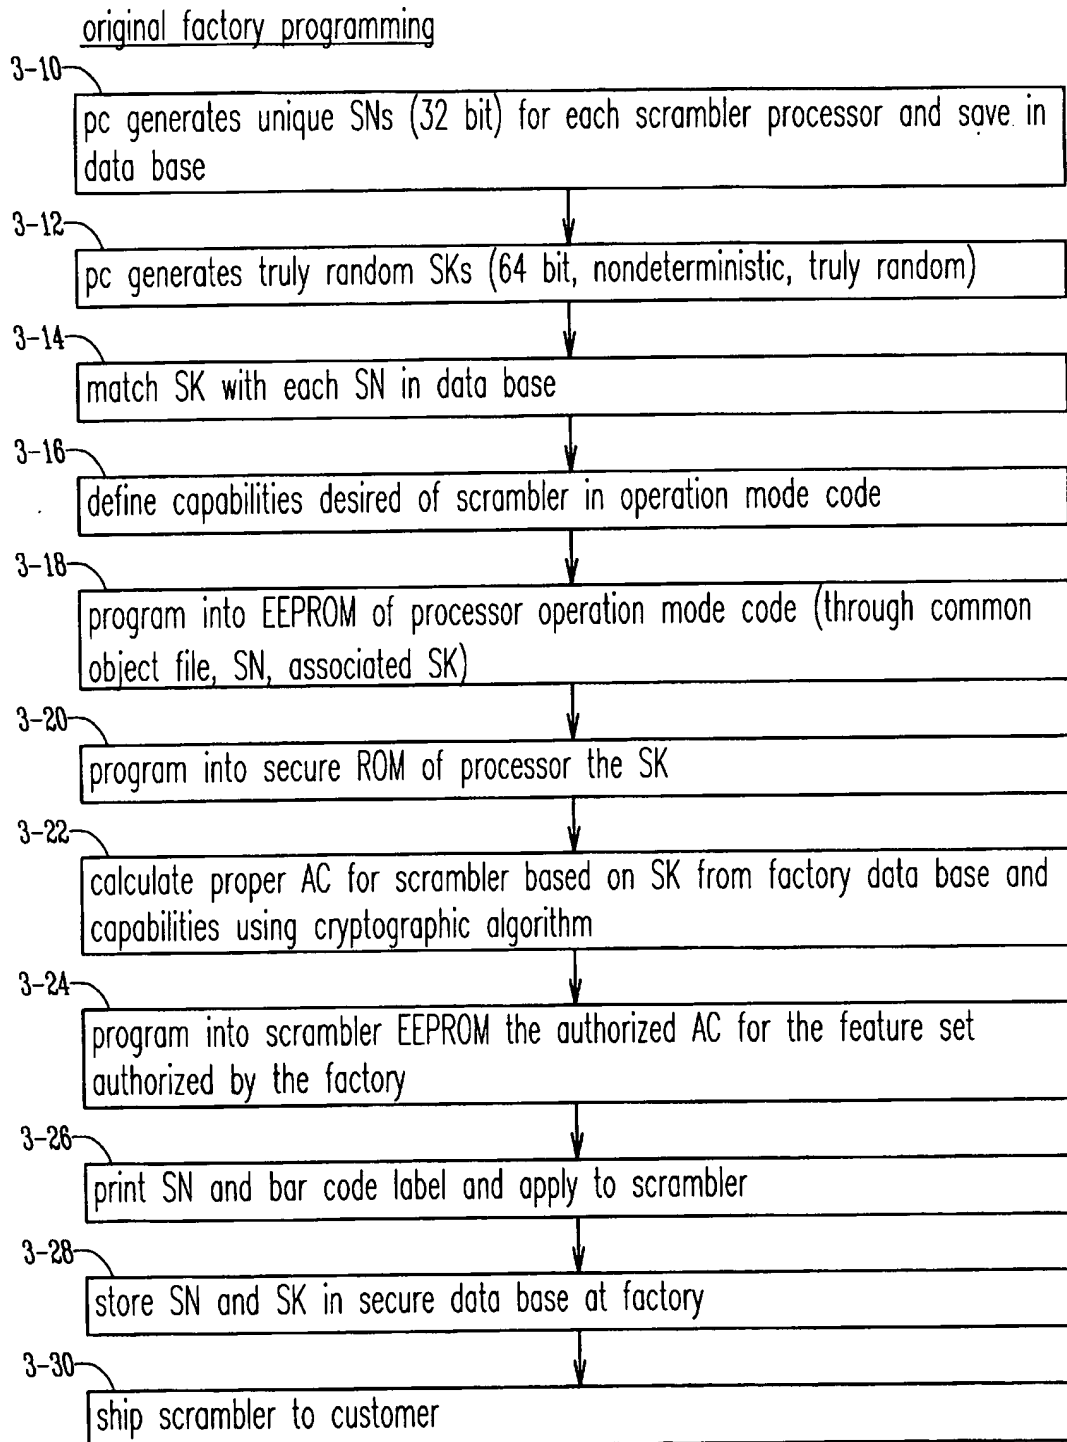 original factory programming
3-10
pc generates unique SNs (32 bit) for each scrambler processor and save in
data base
3-12
pc generates truly random SKs (64 bit, nondeterministic, truly random)
3-14
match SK with each SN in data base
3-16
define capabilities desired of scrambler in operation mode code
3-18
program into EEPROM of processor operation mode code (through common
object file, SN, associated SK)
3-20
program into secure ROM of processor the SK
3-22
calculate proper AC for scrambler based on SK from factory data base and
capabilities using cryptographic algorithm
3-24
program into scrambler EEPROM the authorized AC for the feature set
authorized by the factory
3-26
print SN and bar code label and apply to scrambler
3-28
store SN and SK in secure data base at factory
3-30
ship scrambler to customer